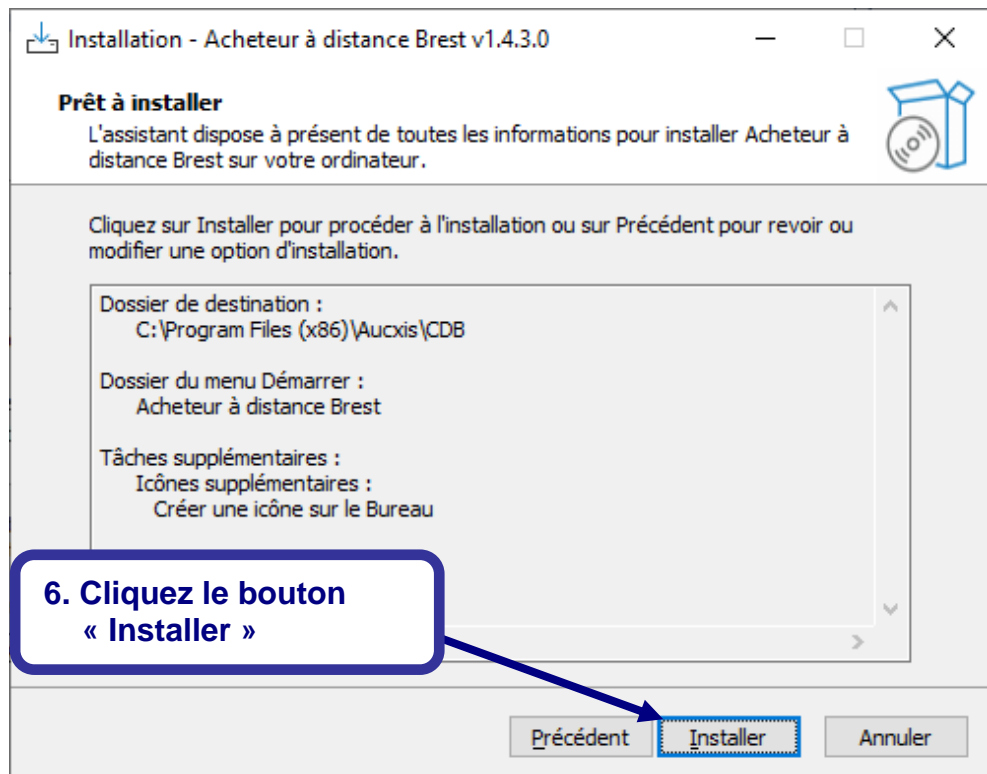 Installation - Acheteur à distance Brest v1.4.3.0
Prêt à installer
L'assistant dispose à présent de toutes les informations pour installer Acheteur à
distance Brest sur votre ordinateur.
Cliquez sur Installer pour procéder à l'installation ou sur Précédent pour revoir ou
modifier une option d'installation.
Dossier de destination :
C:\Program Files (x86)\Aucxis\CDB
Dossier du menu Démarrer :
Acheteur à distance Brest
Tâches supplémentaires :
Icônes supplémentaires :
Créer une icône sur le Bureau
6. Cliquez le bouton
« Installer »
Précédent
Installer
Annuler